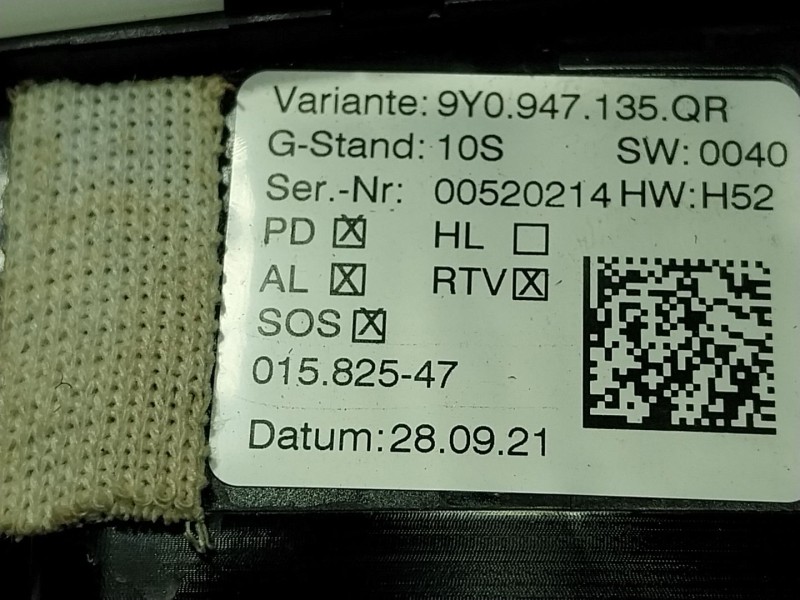 Variante: 9Y0.947.135.QR
G-Stand: 10S SW: 0040
Ser.-Nr: 00520214 HW: H52
PD ☒ HL ☐
AL ☒ RTV ☒
SOS ☒
015.825-47
Datum: 28.09.21